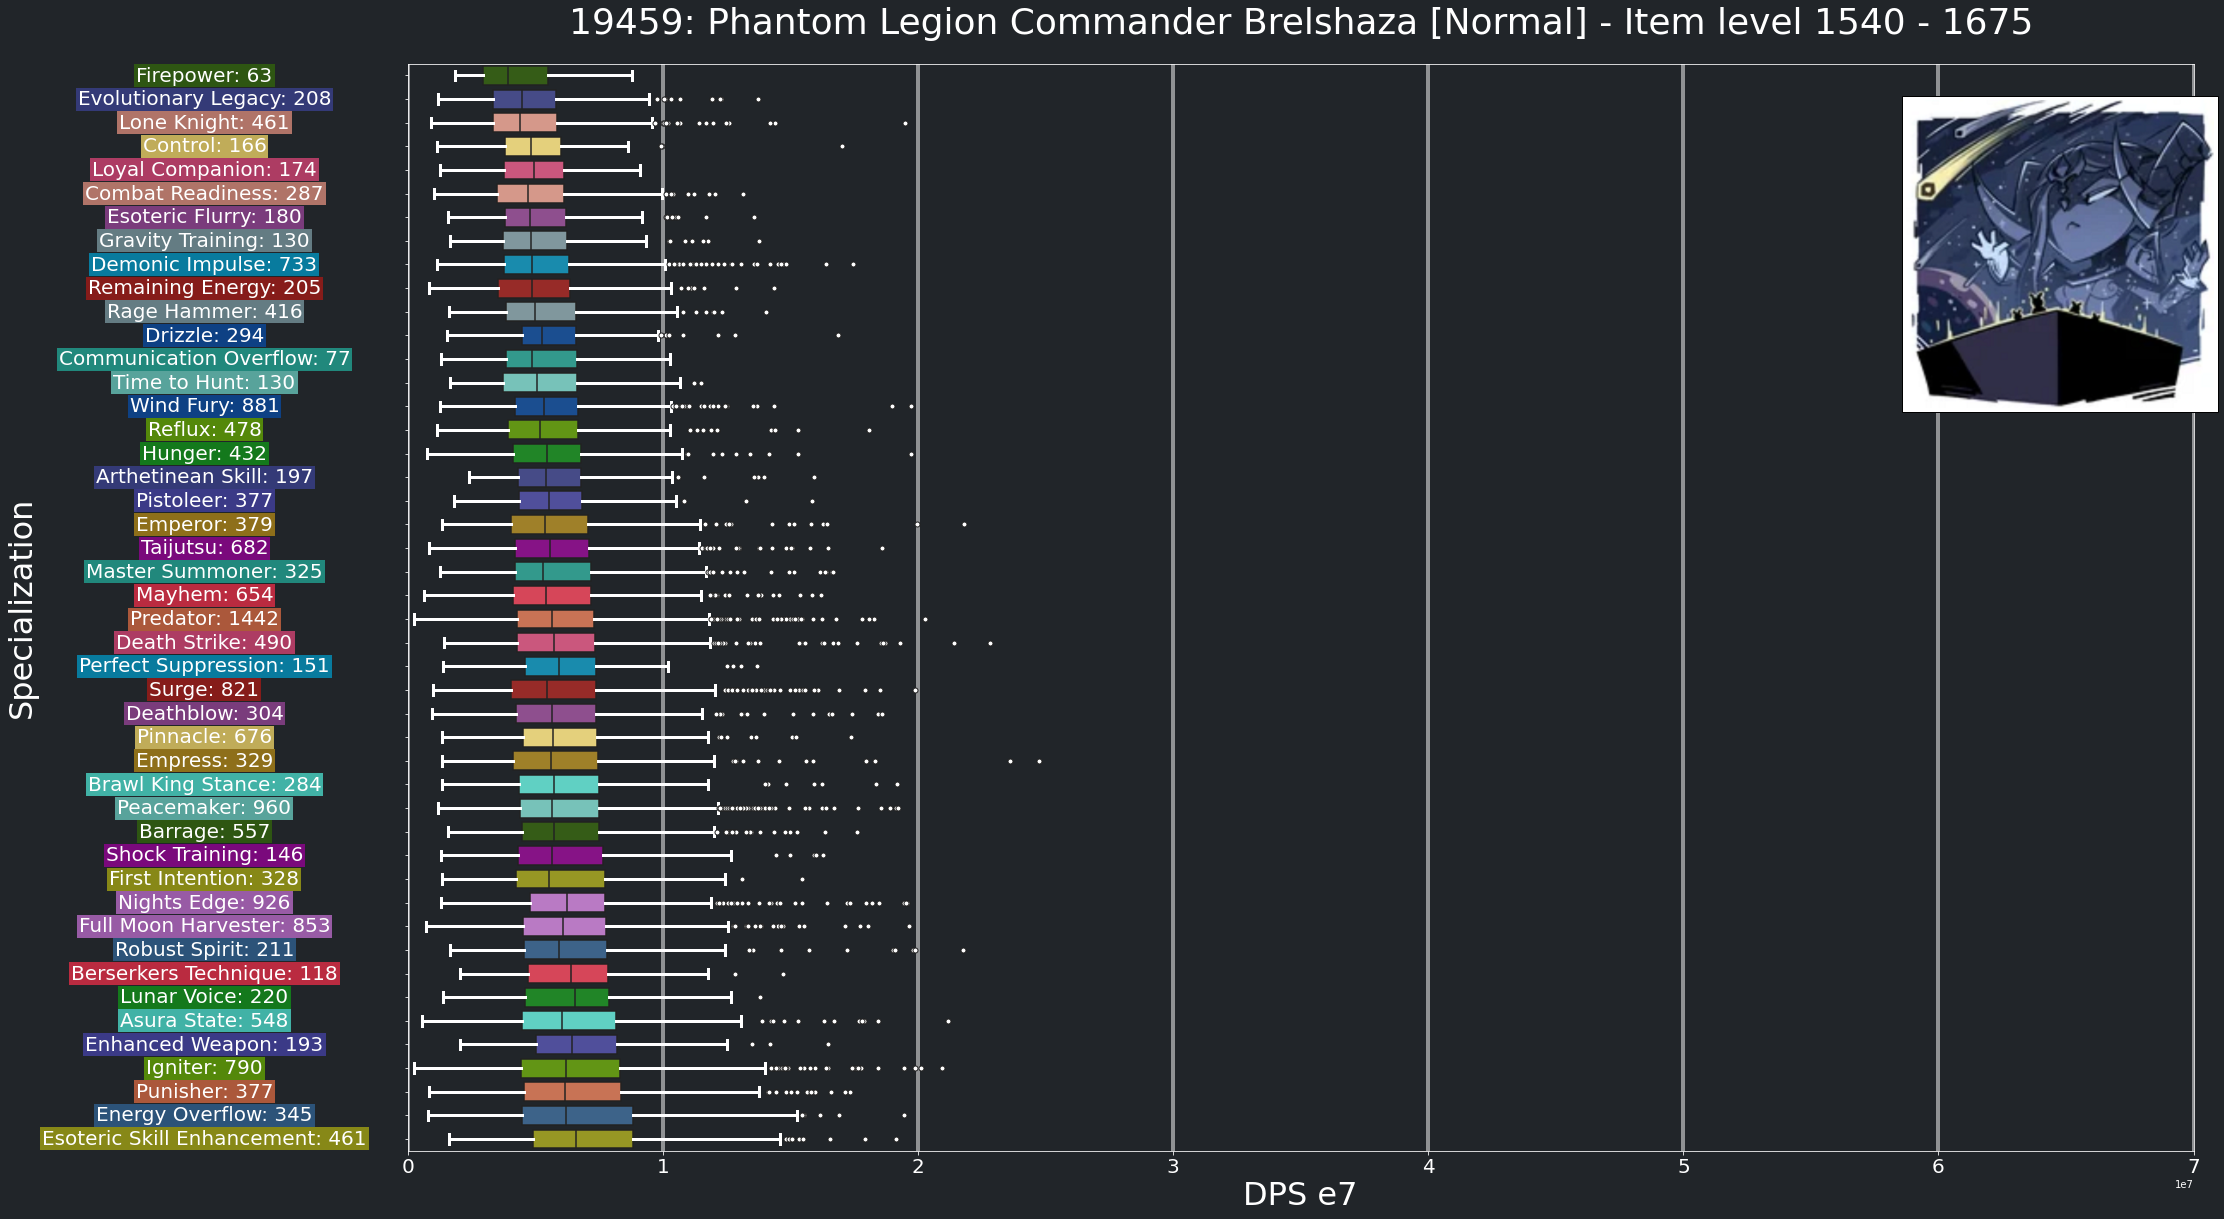 19459: Phantom Legion Commander Brelshaza [Normal] - Item level 1540 - 1675
Specialization
Firepower: 63
Evolutionary Legacy: 208
Lone Knight: 461
Control: 166
Loyal Companion: 174
Combat Readiness: 287
Esoteric Flurry: 180
Gravity Training: 130
Demonic Impulse: 733
Remaining Energy: 205
Rage Hammer: 416
Drizzle: 294
Communication Overflow: 77
Time to Hunt: 130
Wind Fury: 881
Reflux: 478
Hunger: 432
Arthetinean Skill: 197
Pistoleer: 377
Emperor: 379
Taijutsu: 682
Master Summoner: 325
Mayhem: 654
Predator: 1442
Death Strike: 490
Perfect Suppression: 151
Surge: 821
Deathblow: 304
Pinnacle: 676
Empress: 329
Brawl King Stance: 284
Peacemaker: 960
Barrage: 557
Shock Training: 146
First Intention: 328
Nights Edge: 926
Full Moon Harvester: 853
Robust Spirit: 211
Berserkers Technique: 118
Lunar Voice: 220
Asura State: 548
Enhanced Weapon: 193
Igniter: 790
Punisher: 377
Energy Overflow: 345
Esoteric Skill Enhancement: 461
0 1 2 3 4 5 6 7
1e7
DPS e7